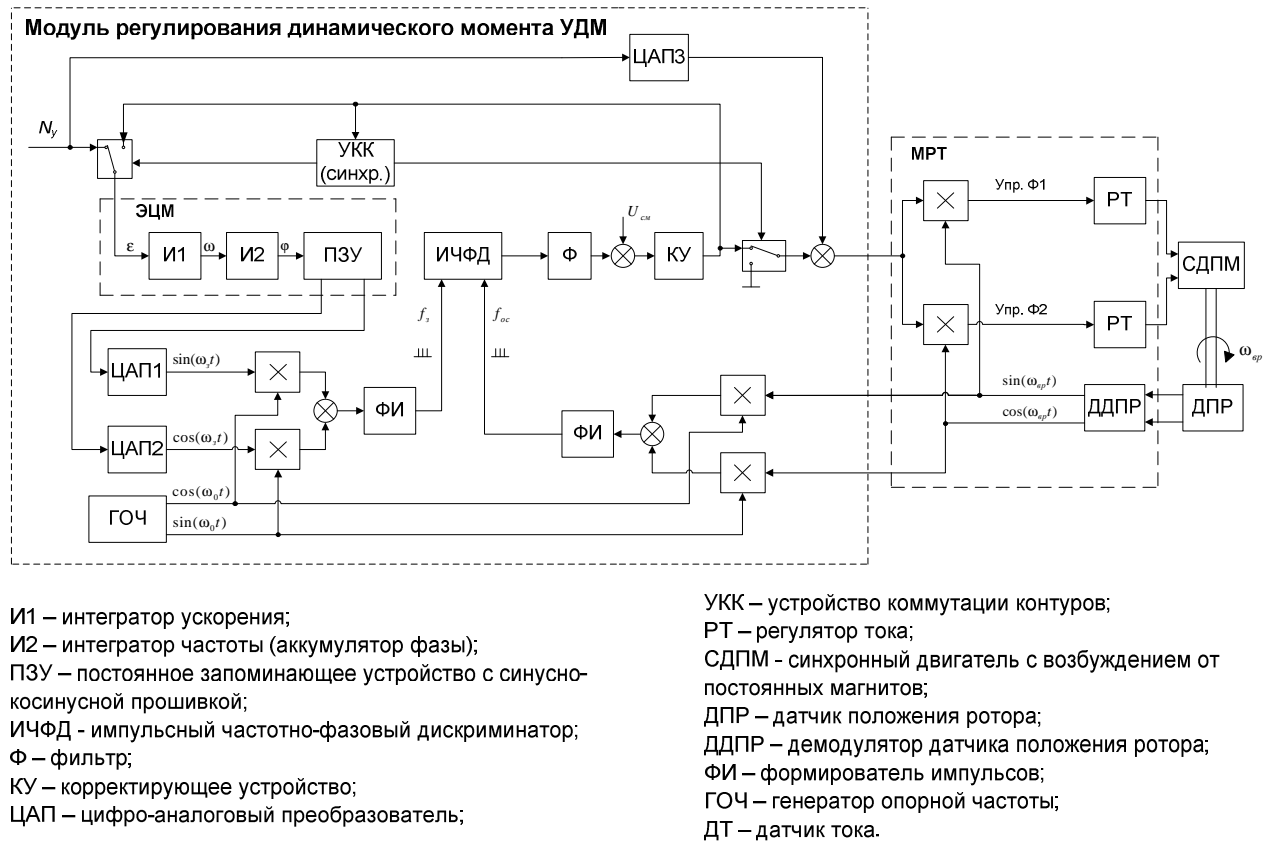 Модуль регулирования динамического момента УДМ
ЦАП3
Nу
УКК
(синхр.)
МРТ
Упр. Ф1
РТ
ЭЦМ
ε
И1
ω
И2
φ
ПЗУ
ИЧФД
Ф
Uсм
КУ
СДПМ
fз
fос
Упр. Ф2
РТ
ωвр
ЦАП1
sin(ωзt)
ФИ
sin(ωврt)
ДДПР
ДПР
cos(ωврt)
ЦАП2
cos(ωзt)
ФИ
ГОЧ
cos(ω0t)
sin(ω0t)
И1 – интегратор ускорения;
И2 – интегратор частоты (аккумулятор фазы);
ПЗУ – постоянное запоминающее устройство с синусно-
косинусной прошивкой;
ИЧФД - импульсный частотно-фазовый дискриминатор;
Ф – фильтр;
КУ – корректирующее устройство;
ЦАП – цифро-аналоговый преобразователь;
УКК – устройство коммутации контуров;
РТ – регулятор тока;
СДПМ - синхронный двигатель с возбуждением от
постоянных магнитов;
ДПР – датчик положения ротора;
ДДПР – демодулятор датчика положения ротора;
ФИ – формирователь импульсов;
ГОЧ – генератор опорной частоты;
ДТ – датчик тока.